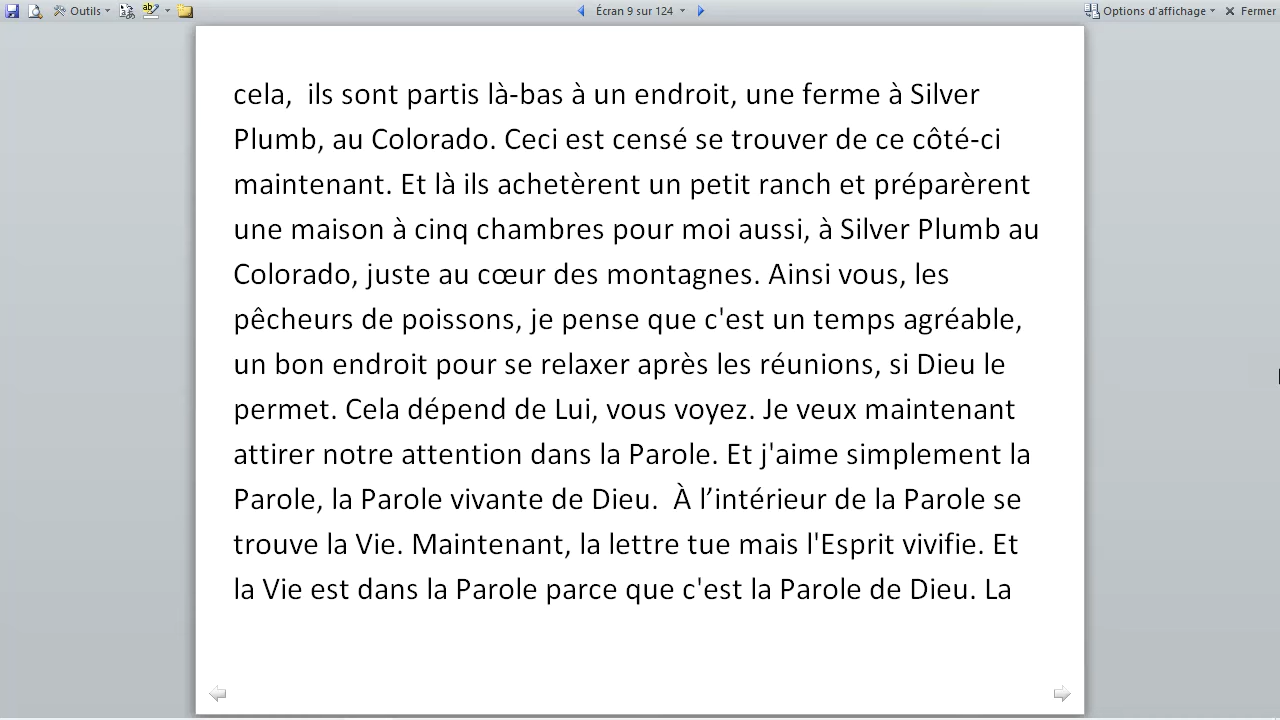 Outils Écran 9 sur 124 Options d'affichage Fermer
cela,  ils sont partis là-bas à un endroit, une ferme à Silver
Plumb, au Colorado. Ceci est censé se trouver de ce côté-ci
maintenant. Et là ils achetèrent un petit ranch et préparèrent
une maison à cinq chambres pour moi aussi, à Silver Plumb au
Colorado, juste au cœur des montagnes. Ainsi vous, les
pêcheurs de poissons, je pense que c'est un temps agréable,
un bon endroit pour se relaxer après les réunions, si Dieu le
permet. Cela dépend de Lui, vous voyez. Je veux maintenant
attirer notre attention dans la Parole. Et j'aime simplement la
Parole, la Parole vivante de Dieu.  À l’intérieur de la Parole se
trouve la Vie. Maintenant, la lettre tue mais l'Esprit vivifie. Et
la Vie est dans la Parole parce que c'est la Parole de Dieu. La